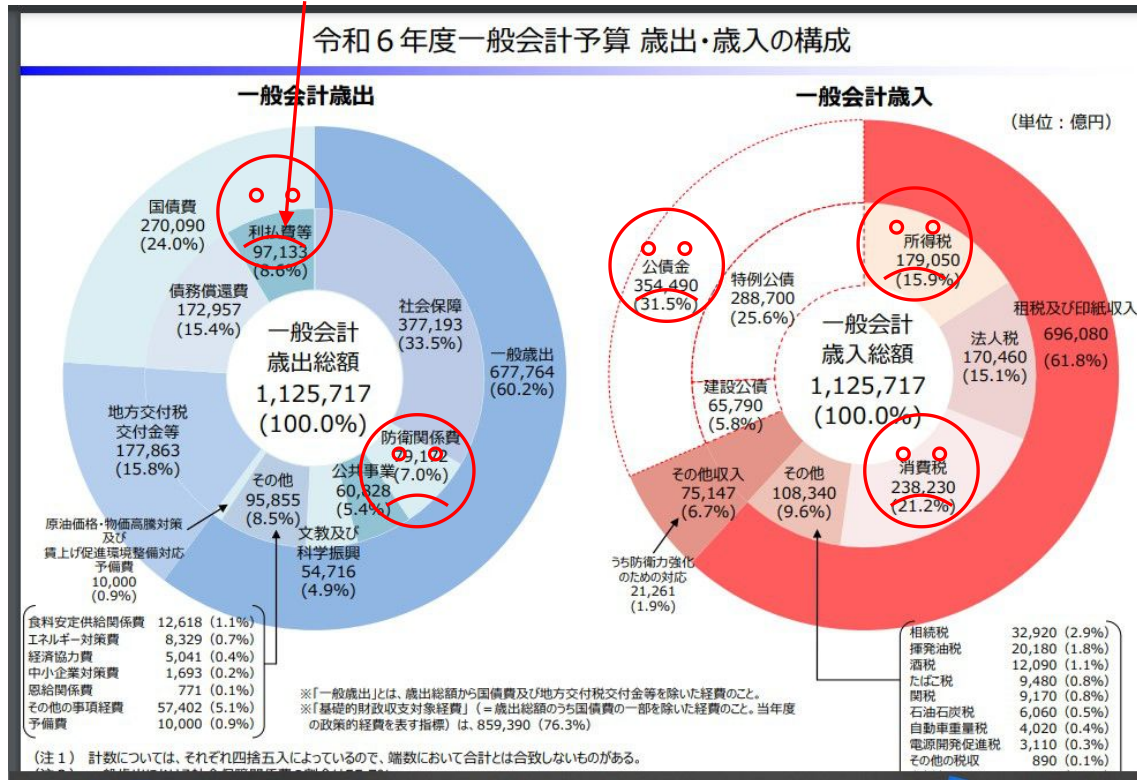 令和6年度一般会計予算 歳出・歳入の構成
一般会計歳出
一般会計歳入
(単位：億円)
国債費
270,090
(24.0%)
利払費等
97,133
(8.6%)
債務償還費
172,957
(15.4%)
社会保障
377,193
(33.5%)
一般歳出
677,764
(60.2%)
一般会計
歳出総額
1,125,717
(100.0%)
地方交付税
交付金等
177,863
(15.8%)
防衛関係費
79,172
(7.0%)
公共事業
60,828
(5.4%)
その他
95,855
(8.5%)
文教及び
科学振興
54,716
(4.9%)
原油価格・物価高騰対策
及び
賃上げ促進環境整備対応
予備費
10,000
(0.9%)
食料安定供給関係費 12,618 (1.1%)
エネルギー対策費 8,329 (0.7%)
経済協力費 5,041 (0.4%)
中小企業対策費 1,693 (0.2%)
恩給関係費 771 (0.1%)
その他の事項経費 57,402 (5.1%)
予備費 10,000 (0.9%)
公債金
354,490
(31.5%)
特例公債
288,700
(25.6%)
建設公債
65,790
(5.8%)
所得税
179,050
(15.9%)
租税及び印紙収入
696,080
(61.8%)
法人税
170,460
(15.1%)
一般会計
歳入総額
1,125,717
(100.0%)
消費税
238,230
(21.2%)
その他
108,340
(9.6%)
その他収入
75,147
(6.7%)
うち防衛力強化
のための対応
21,261
(1.9%)
相続税 32,920 (2.9%)
揮発油税 20,180 (1.8%)
酒税 12,090 (1.1%)
たばこ税 9,480 (0.8%)
関税 9,170 (0.8%)
石油石炭税 6,060 (0.5%)
自動車重量税 4,020 (0.4%)
電源開発促進税 3,110 (0.3%)
その他の税収 890 (0.1%)
※「一般歳出」とは、歳出総額から国債費及び地方交付税交付金等を除いた経費のこと。
※「基礎的財政収支対象経費」(＝歳出総額のうち国債費の一部を除いた経費のこと。当年度
の政策的経費を表す指標)は、859,390 (76.3%)
(注1) 計数については、それぞれ四捨五入によっているので、端数において合計とは合致しないものがある。